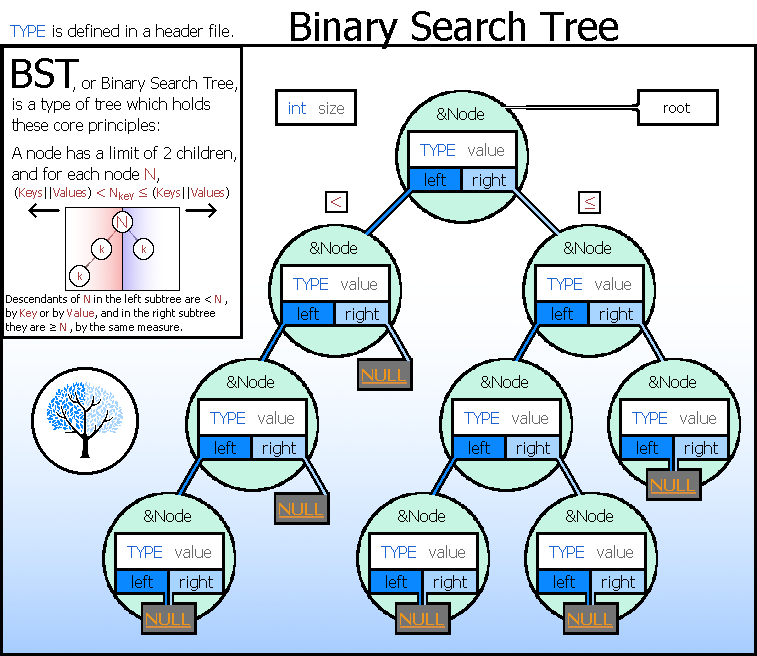 TYPE is defined in a header file.
Binary Search Tree
BST, or Binary Search Tree,
is a type of tree which holds
these core principles:
A node has a limit of 2 children,
and for each node N,
(Keys||Values) < Nkey ≤ (Keys||Values)
N
k k
k
Descendants of N in the left subtree are < N ,
by Key or by Value, and in the right subtree
they are ≥ N , by the same measure.
int size
root
&Node
TYPE value
left right
<
≤
&Node
TYPE value
left right
&Node
TYPE value
left right
NULL
&Node
TYPE value
left right
&Node
TYPE value
left right
&Node
TYPE value
left right
NULL
NULL
&Node
TYPE value
left right
NULL
&Node
TYPE value
left right
NULL
&Node
TYPE value
left right
NULL